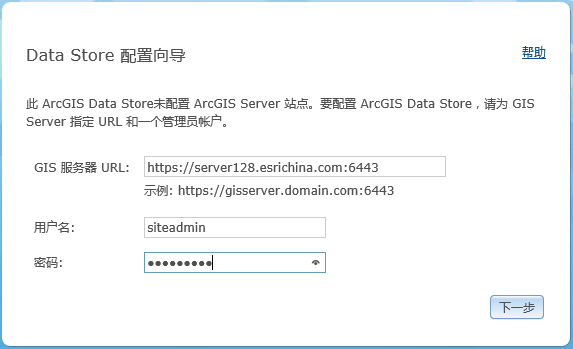 Data Store 配置向导
帮助
此 ArcGIS Data Store未配置 ArcGIS Server 站点。要配置 ArcGIS Data Store，请为 GIS
Server 指定 URL 和一个管理员帐户。
GIS 服务器 URL: https://server128.esrichina.com:6443
示例: https://gisserver.domain.com:6443
用户名: siteadmin
密码: ●●●●●●●●●
下一步